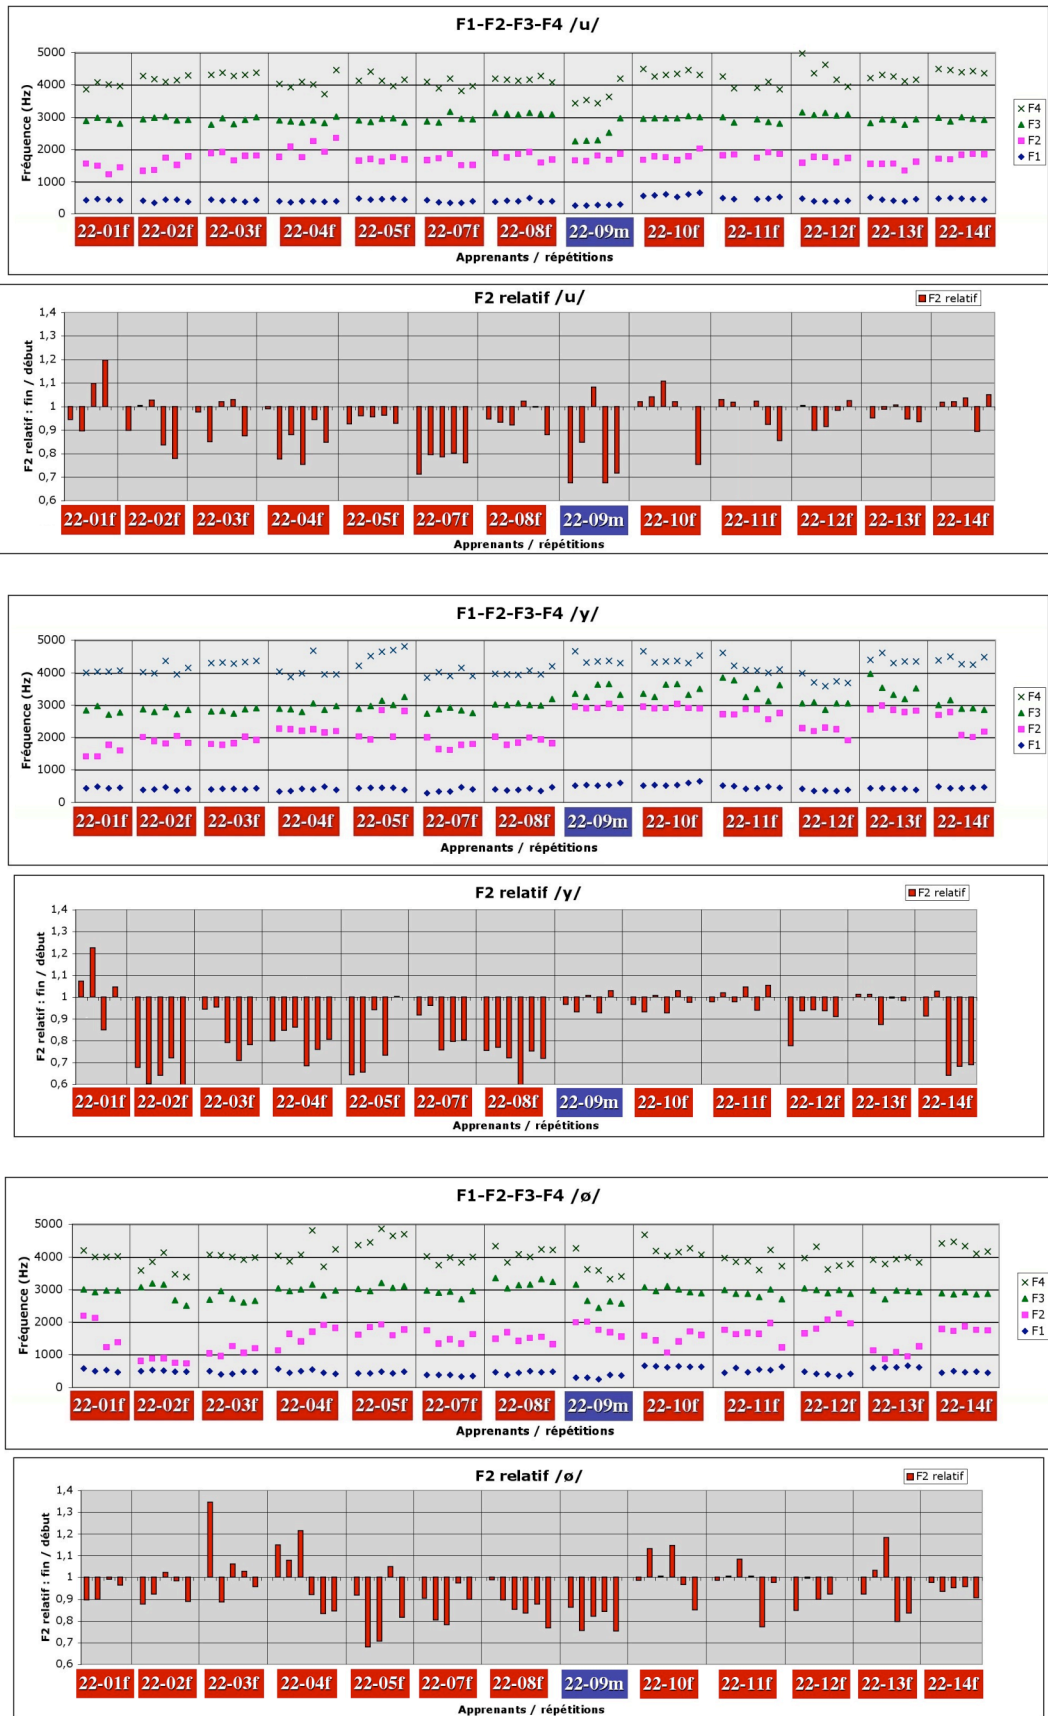 F1-F2-F3-F4 /u/
Fréquence (Hz)
5000
4000
3000
2000
1000
0
× F4
▲ F3
■ F2
◆ F1
22-01f 22-02f 22-03f 22-04f 22-05f 22-07f 22-08f 22-09m 22-10f 22-11f 22-12f 22-13f 22-14f
Apprenants / répétitions
F2 relatif /u/
F2 relatif
F2 relatif : fin / début
1,4
1,3
1,2
1,1
1
0,9
0,8
0,7
0,6
22-01f 22-02f 22-03f 22-04f 22-05f 22-07f 22-08f 22-09m 22-10f 22-11f 22-12f 22-13f 22-14f
Apprenants / répétitions
F1-F2-F3-F4 /y/
Fréquence (Hz)
5000
4000
3000
2000
1000
0
× F4
▲ F3
■ F2
◆ F1
22-01f 22-02f 22-03f 22-04f 22-05f 22-07f 22-08f 22-09m 22-10f 22-11f 22-12f 22-13f 22-14f
Apprenants / répétitions
F2 relatif /y/
F2 relatif
F2 relatif : fin / début
1,4
1,3
1,2
1,1
1
0,9
0,8
0,7
0,6
22-01f 22-02f 22-03f 22-04f 22-05f 22-07f 22-08f 22-09m 22-10f 22-11f 22-12f 22-13f 22-14f
Apprenants / répétitions
F1-F2-F3-F4 /ø/
Fréquence (Hz)
5000
4000
3000
2000
1000
0
× F4
▲ F3
■ F2
◆ F1
22-01f 22-02f 22-03f 22-04f 22-05f 22-07f 22-08f 22-09m 22-10f 22-11f 22-12f 22-13f 22-14f
Apprenants / répétitions
F2 relatif /ø/
F2 relatif
F2 relatif : fin / début
1,4
1,3
1,2
1,1
1
0,9
0,8
0,7
0,6
22-01f 22-02f 22-03f 22-04f 22-05f 22-07f 22-08f 22-09m 22-10f 22-11f 22-12f 22-13f 22-14f
Apprenants / répétitions